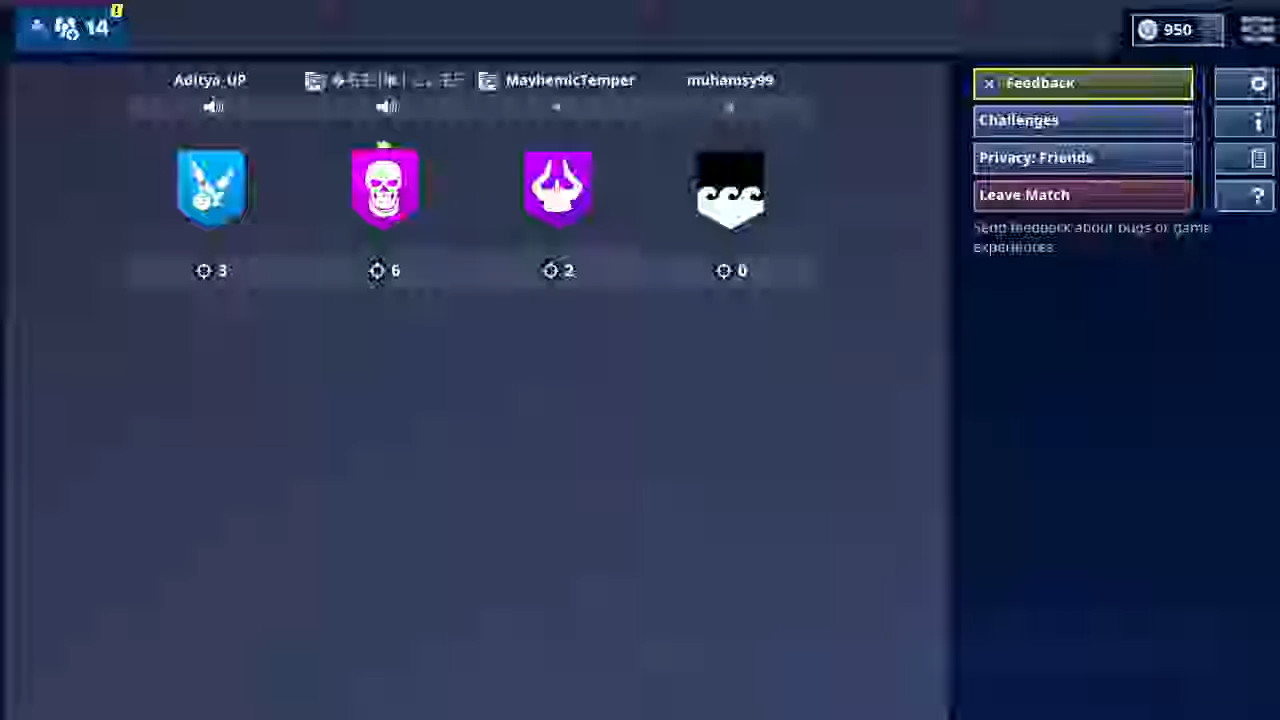 14
950
Aditya_UP
MayhemicTemper
muhamsy99
3
6
2
0
× Feedback
Challenges
Privacy: Friends
Leave Match
Send feedback about bugs or game
experiences